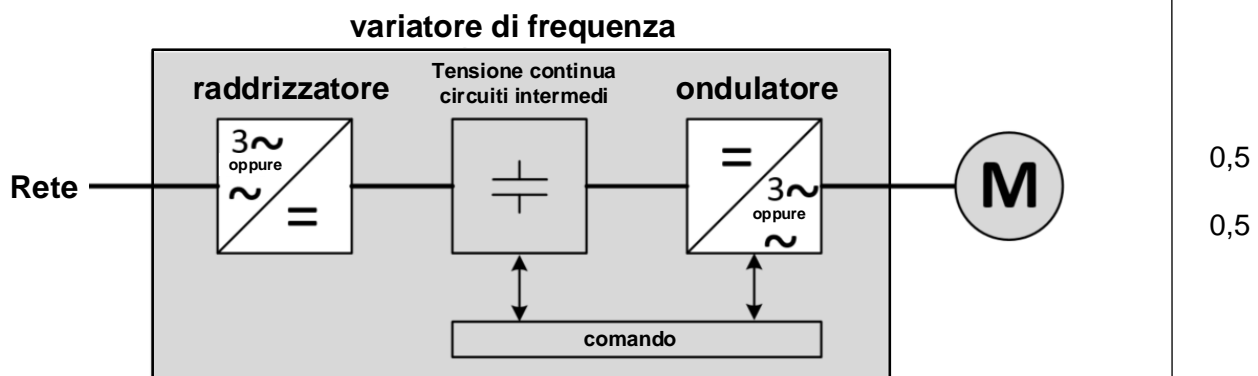 variatore di frequenza
raddrizzatore
Tensione continua
circuiti intermedi
ondulatore
3~
oppure
~
=
=
3~
oppure
~
Rete
M
comando
0,5
0,5